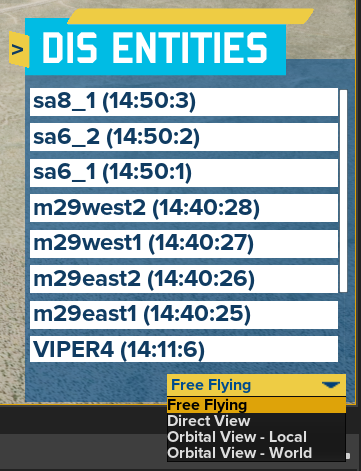 >
DIS ENTITIES
sa8_1 (14:50:3)
sa6_2 (14:50:2)
sa6_1 (14:50:1)
m29west2 (14:40:28)
m29west1 (14:40:27)
m29east2 (14:40:26)
m29east1 (14:40:25)
VIPER4 (14:11:6)
Free Flying
Free Flying
Direct View
Orbital View - Local
Orbital View - World